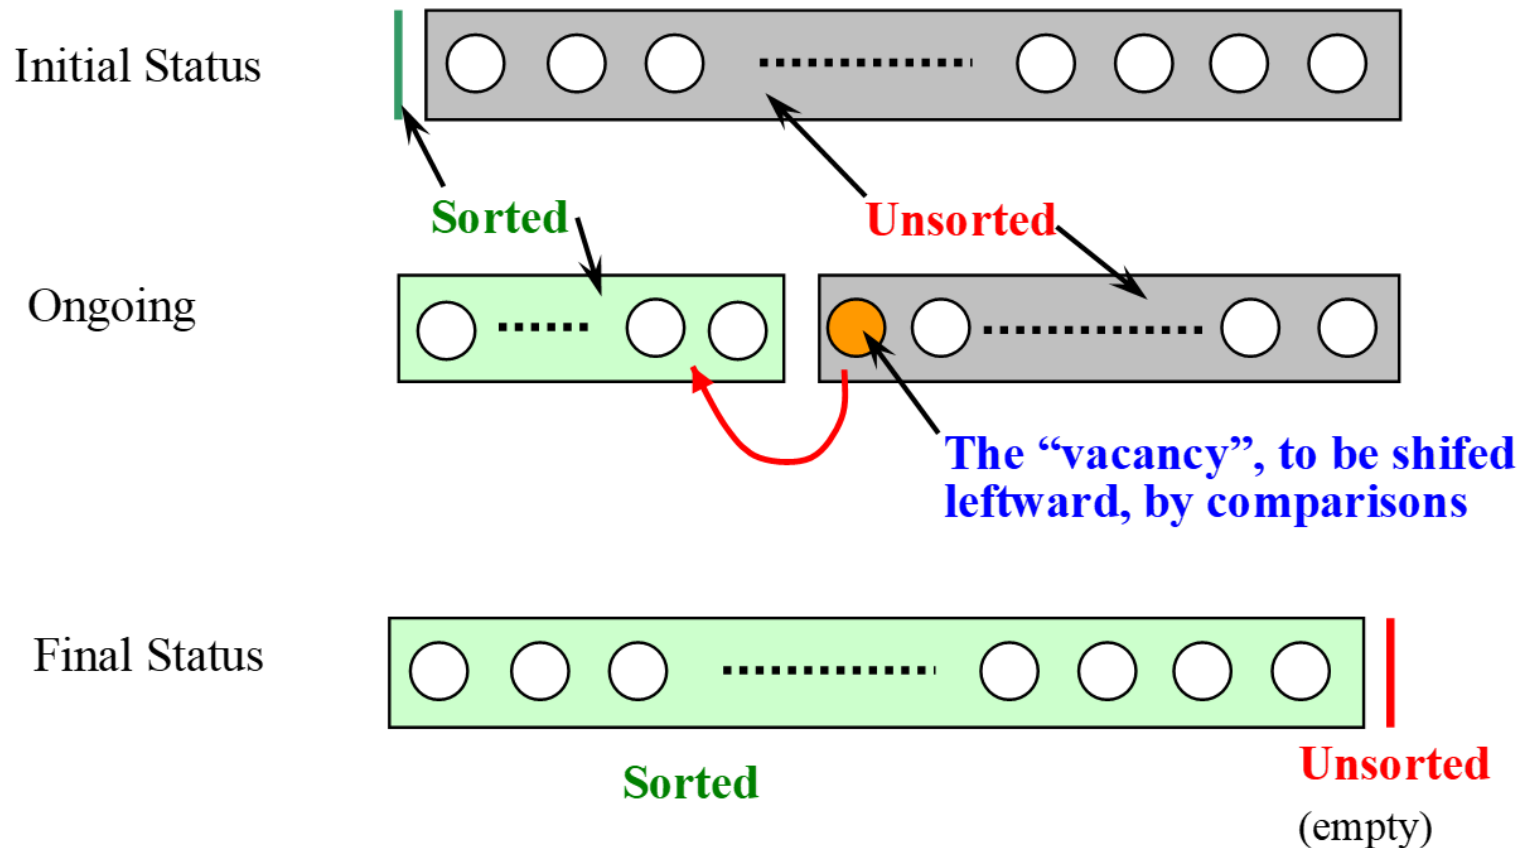 Initial Status
Sorted
Unsorted
Ongoing
The “vacancy”, to be shifed
leftward, by comparisons
Final Status
Sorted
Unsorted
(empty)